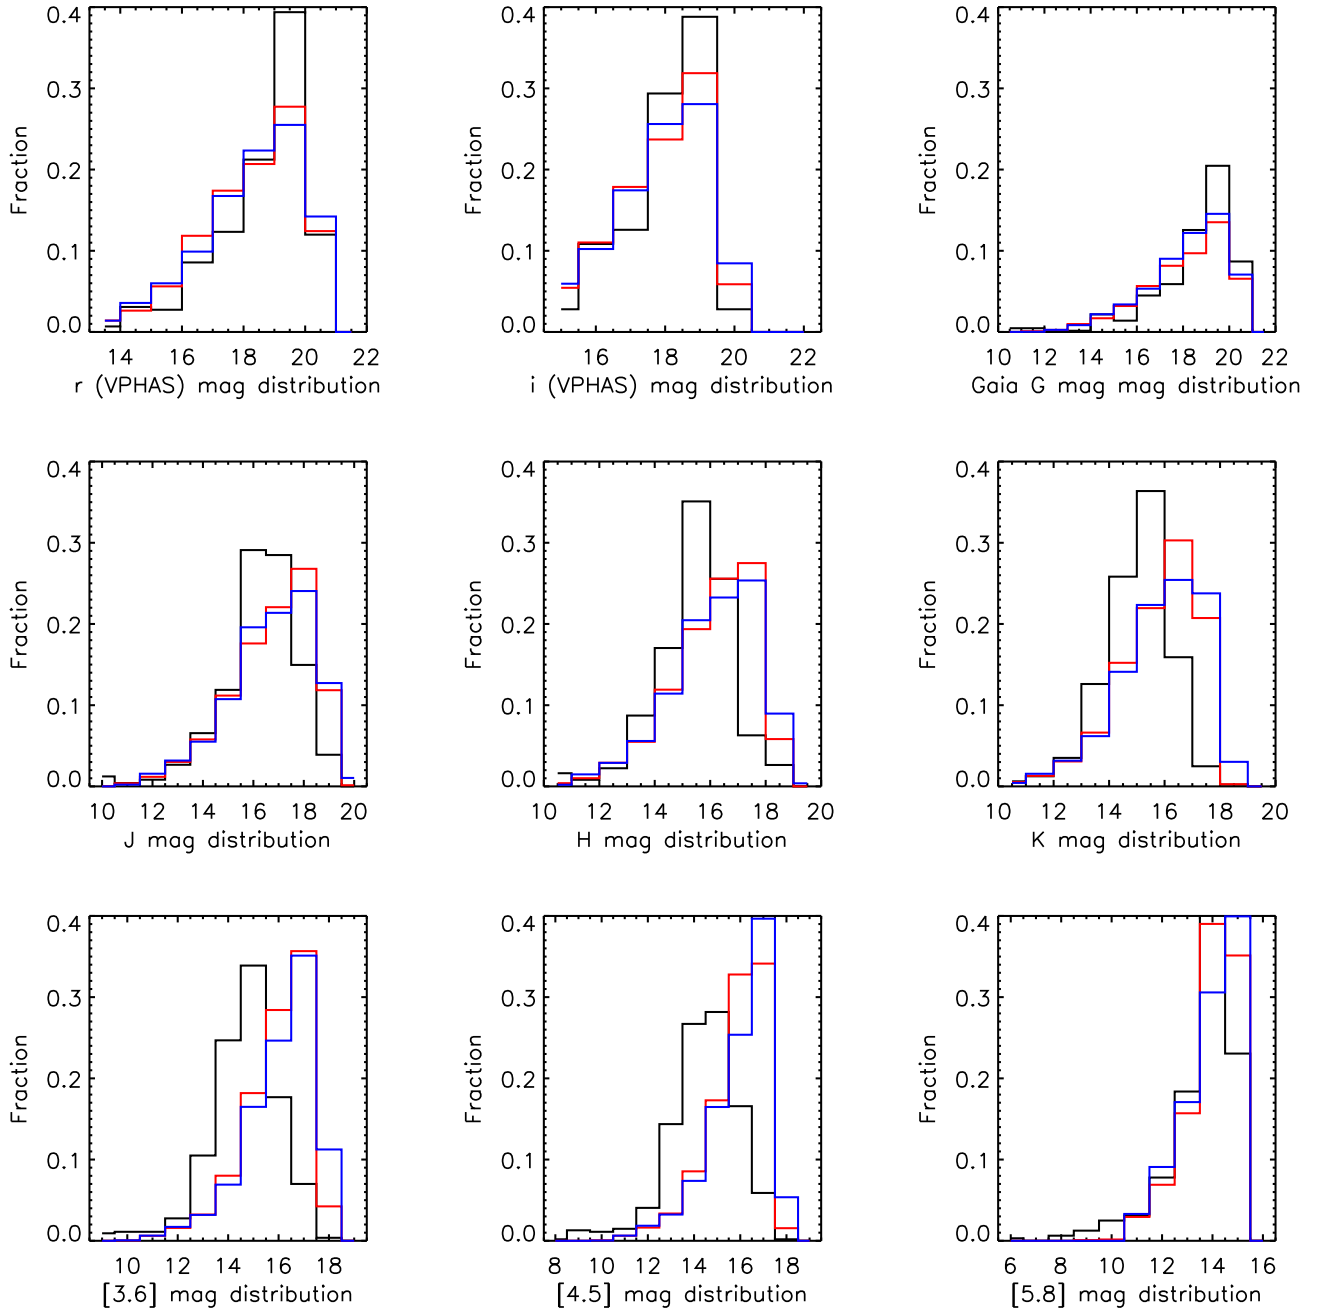 0.4
0.3
0.2
0.1
0.0
Fraction
14 16 18 20 22
r (VPHAS) mag distribution
0.4
0.3
0.2
0.1
0.0
Fraction
16 18 20 22
i (VPHAS) mag distribution
0.4
0.3
0.2
0.1
0.0
Fraction
10 12 14 16 18 20 22
Gaia G mag mag distribution
0.4
0.3
0.2
0.1
0.0
Fraction
10 12 14 16 18 20
J mag distribution
0.4
0.3
0.2
0.1
0.0
Fraction
10 12 14 16 18 20
H mag distribution
0.4
0.3
0.2
0.1
0.0
Fraction
10 12 14 16 18 20
K mag distribution
0.4
0.3
0.2
0.1
0.0
Fraction
10 12 14 16 18
[3.6] mag distribution
0.4
0.3
0.2
0.1
0.0
Fraction
8 10 12 14 16 18
[4.5] mag distribution
0.4
0.3
0.2
0.1
0.0
Fraction
6 8 10 12 14 16
[5.8] mag distribution